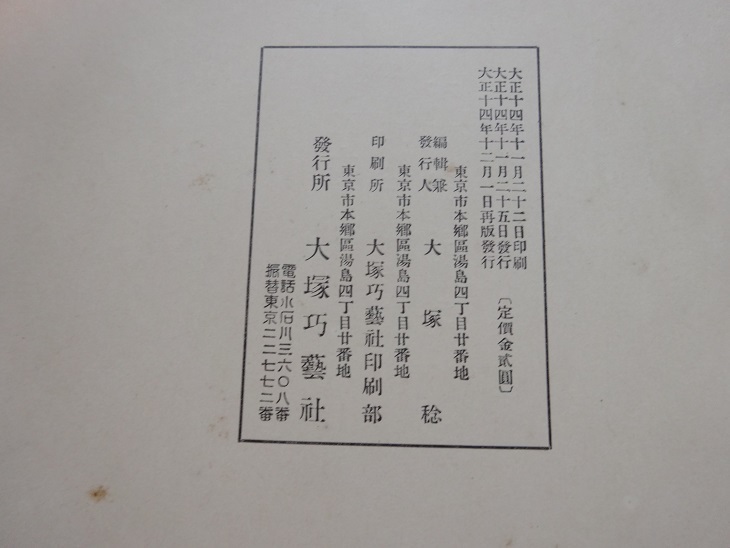 大正十四年十一月二十二日印刷
大正十四年十一月二十五日發行
大正十四年十二月一日再版發行
〔定價金貳圓〕
東京市本鄕區湯島四丁目廿番地
編輯兼
發行人
大塚稔
東京市本鄕區湯島四丁目廿番地
印刷所 大塚巧藝社印刷部
東京市本鄕區湯島四丁目廿番地
發行所 大塚巧藝社
電話小石川三六〇八番
振替東京二二七七二番